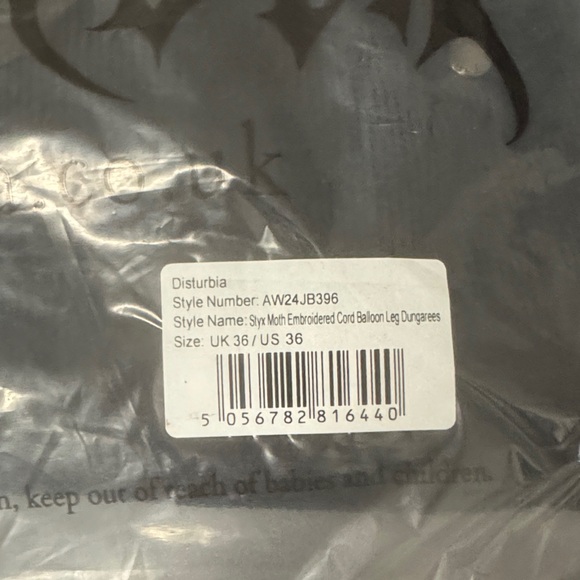 .co.uk
Disturbia
Style Number: AW24JB396
Style Name: Styx Moth Embroidered Cord Balloon Leg Dungarees
Size: UK 36 / US 36
5 056782 816440
keep out of reach of babies and children.